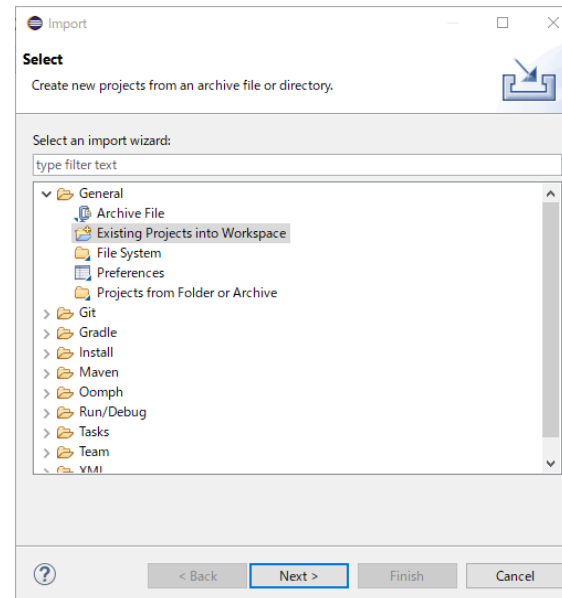 Import
Select
Create new projects from an archive file or directory.
Select an import wizard:
type filter text
General
Archive File
Existing Projects into Workspace
File System
Preferences
Projects from Folder or Archive
Git
Gradle
Install
Maven
Oomph
Run/Debug
Tasks
Team
XML
?
< Back
Next >
Finish
Cancel